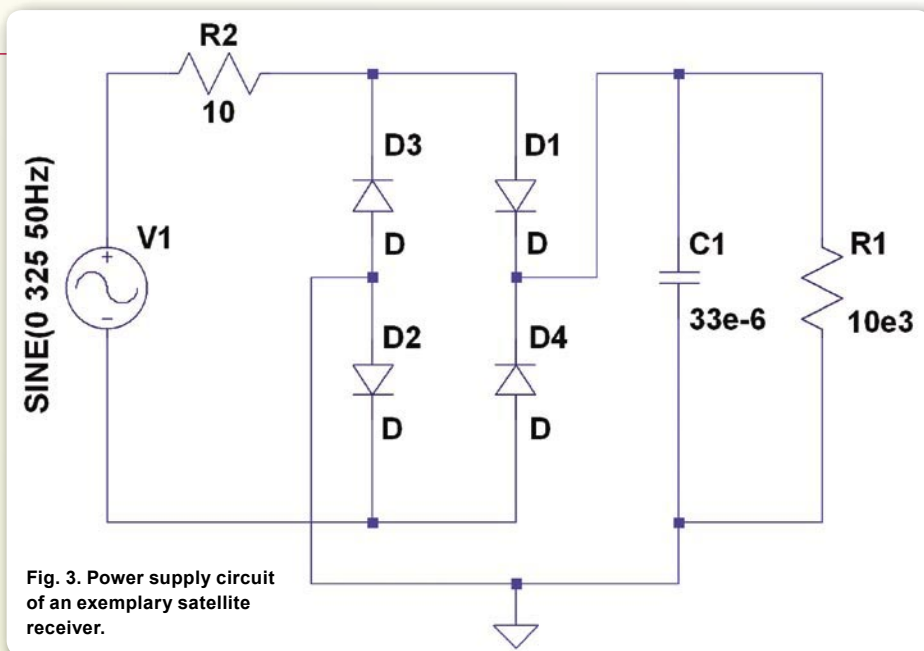 R2
10
D3
D1
SINE(0 325 50Hz)
V1
D
D
C1
R1
33e-6
10e3
D2
D4
D
D
Fig. 3. Power supply circuit
of an exemplary satellite
receiver.